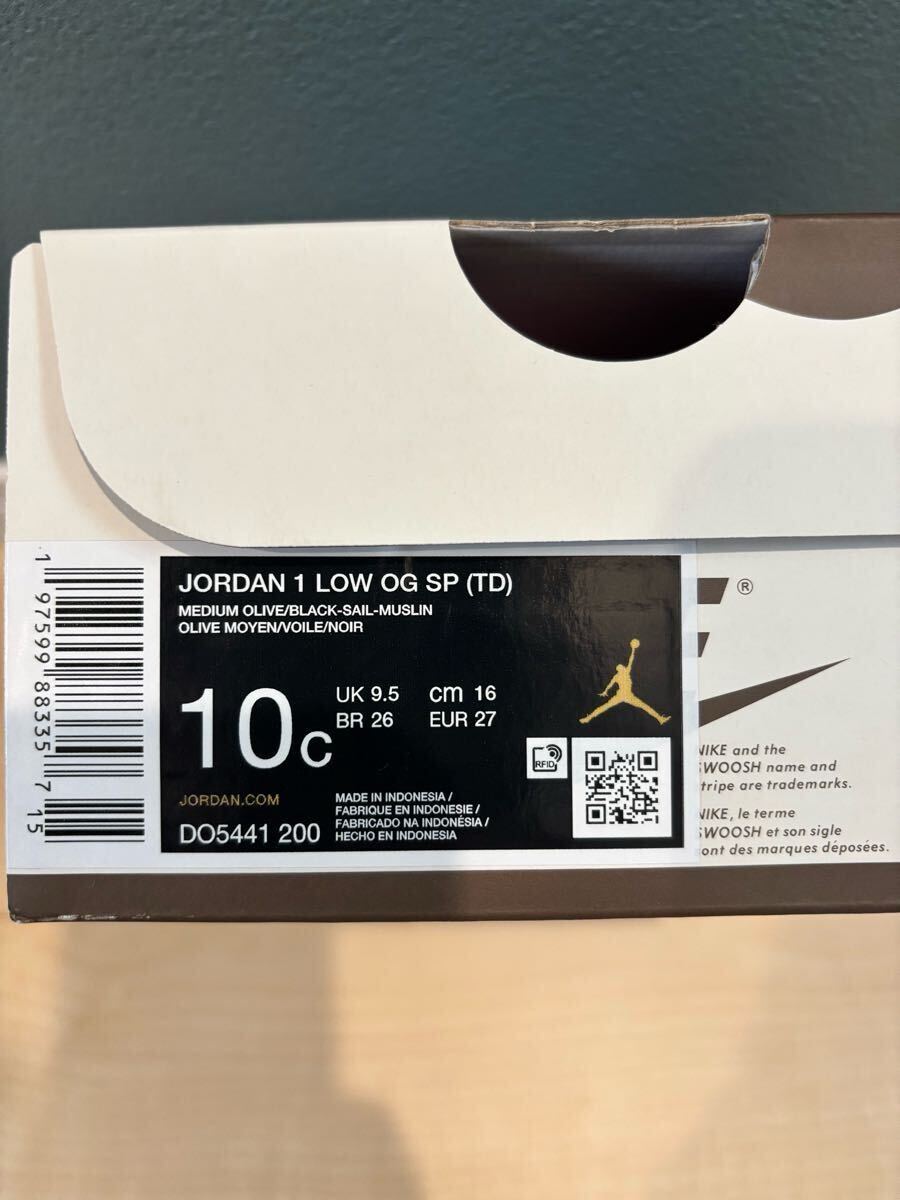 JORDAN 1 LOW OG SP (TD)
MEDIUM OLIVE/BLACK-SAIL-MUSLIN
OLIVE MOYEN/VOILE/NOIR
10C
UK 9.5 cm 16
BR 26 EUR 27
RFID
JORDAN.COM
DO5441 200
MADE IN INDONESIA /
FABRIQUE EN INDONESIE /
FABRICADO NA INDONÉSIA /
HECHO EN INDONESIA
1 97599 88335 7 15
®
NIKE and the
SWOOSH name and
tripe are trademarks.
NIKE, le terme
SWOOSH et son sigle
ont des marques déposées.